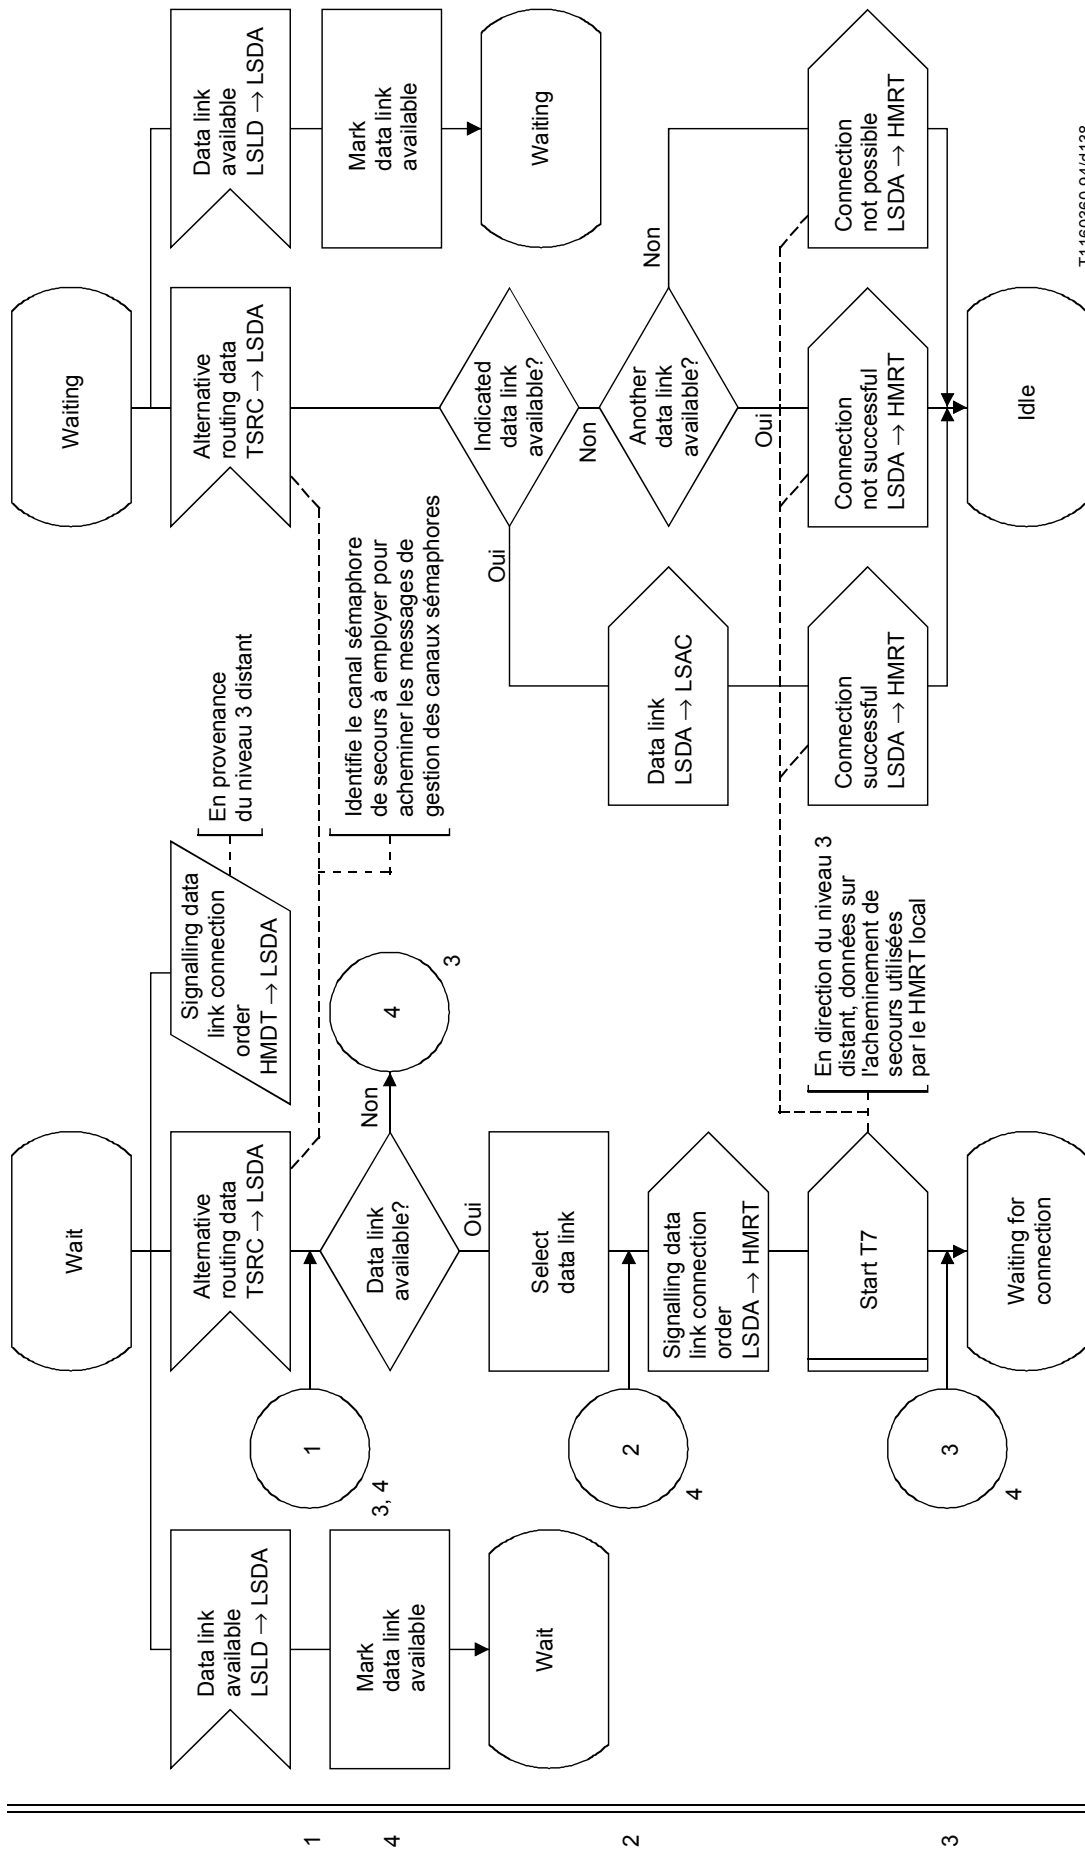 Wait
Data link
available
LSLD → LSDA
Alternative
routing data
TSRC → LSDA
Signalling data
link connection
order
HMDT → LSDA
En provenance
du niveau 3 distant
Mark
data link
available
Wait
1
3, 4
Data link
available?
Non
4
3
Oui
Identifie le canal sémaphore
de secours à employer pour
acheminer les messages de
gestion des canaux sémaphores
Select
data link
2
4
Signalling data
link connection
order
LSDA → HMRT
Start T7
En direction du niveau 3
distant, données sur
l'acheminement de
secours utilisées
par le HMRT local
3
4
Waiting for
connection
Waiting
Alternative
routing data
TSRC → LSDA
Data link
available
LSLD → LSDA
Mark
data link
available
Waiting
Indicated
data link
available?
Oui
Non
Data link
LSDA → LSAC
Another
data link
available?
Non
Oui
Connection
successful
LSDA → HMRT
Connection
not successful
LSDA → HMRT
Connection
not possible
LSDA → HMRT
Idle
T1160360-94/d138
1
4
2
3